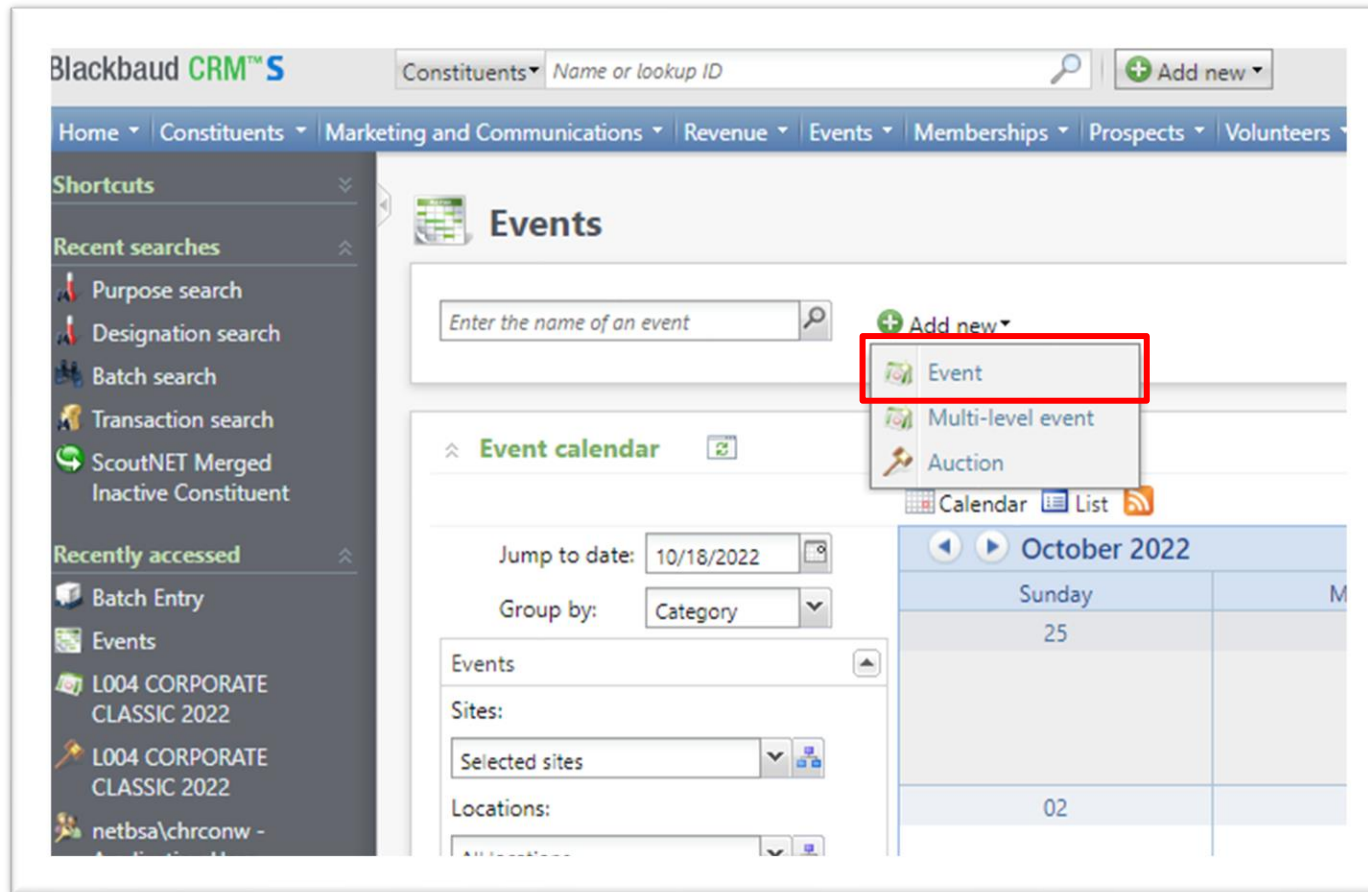 Blackbaud CRM™ S
Constituents Name or lookup ID Add new
Home Constituents Marketing and Communications Revenue Events Memberships Prospects Volunteers
Shortcuts
Recent searches
Purpose search
Designation search
Batch search
Transaction search
ScoutNET Merged
Inactive Constituent
Recently accessed
Batch Entry
Events
L004 CORPORATE
CLASSIC 2022
L004 CORPORATE
CLASSIC 2022
netbsa\chrconw -
Events
Enter the name of an event
Add new
Event
Multi-level event
Auction
Event calendar
Calendar List
Jump to date: 10/18/2022
Group by: Category
Events
Sites:
Selected sites
Locations:
October 2022
Sunday M
25
02